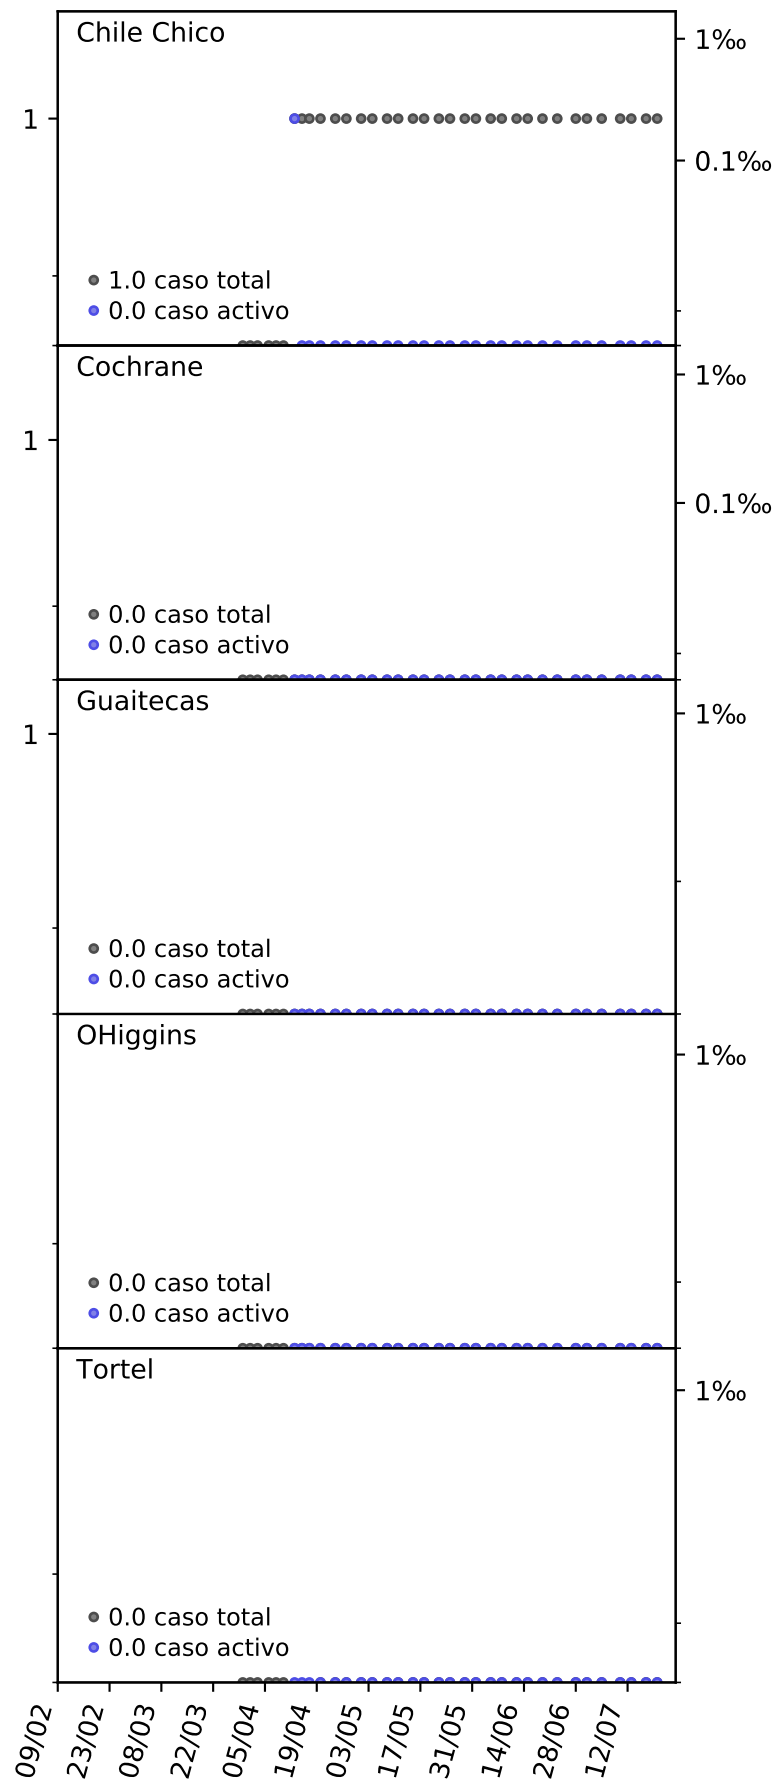 Chile Chico
1‰
1
0.1‰
1.0 caso total
0.0 caso activo
Cochrane
1‰
1
0.1‰
0.0 caso total
0.0 caso activo
Guaitecas
1‰
1
0.0 caso total
0.0 caso activo
OHiggins
1‰
0.0 caso total
0.0 caso activo
Tortel
1‰
0.0 caso total
0.0 caso activo
09/02
23/02
08/03
22/03
05/04
19/04
03/05
17/05
31/05
14/06
28/06
12/07